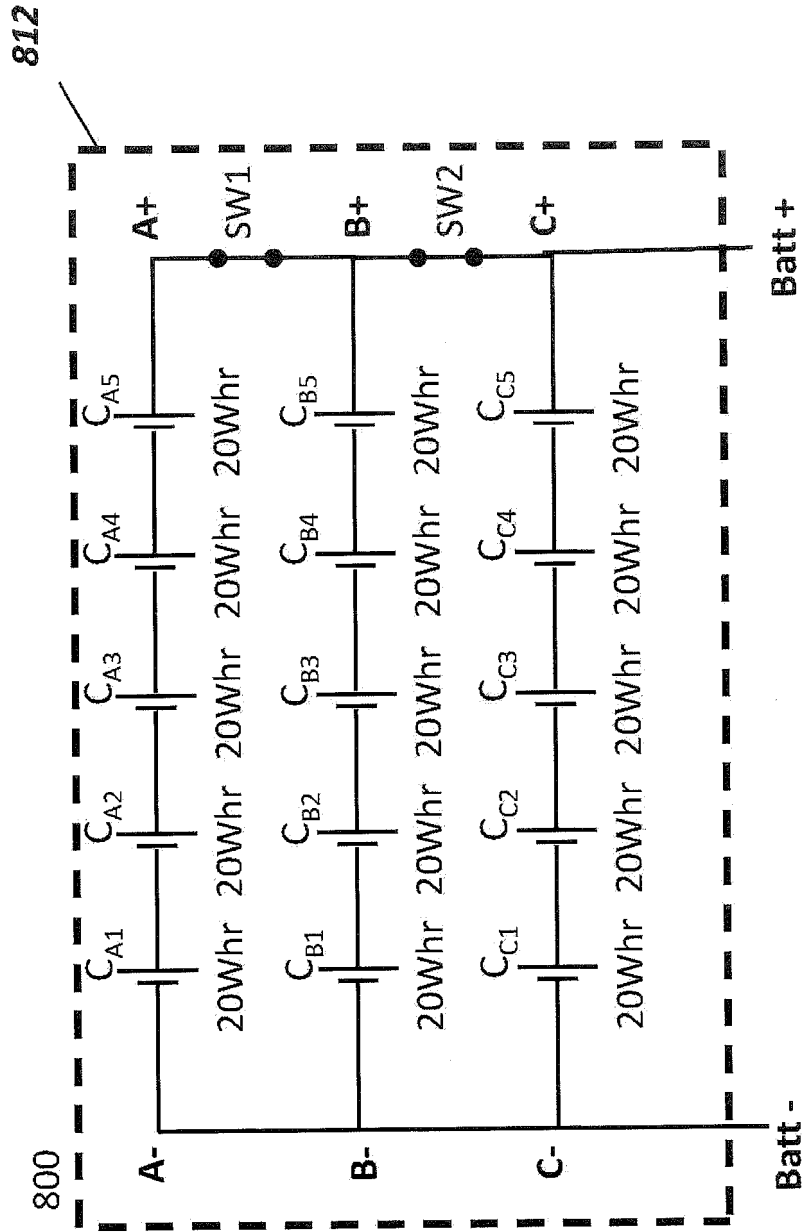 812
800
A-
C_A1
C_A2
C_A3
C_A4
C_A5
A+
20Whr 20Whr 20Whr 20Whr 20Whr
SW1
B-
C_B1
C_B2
C_B3
C_B4
C_B5
B+
20Whr 20Whr 20Whr 20Whr 20Whr
SW2
C-
C_C1
C_C2
C_C3
C_C4
C_C5
C+
20Whr 20Whr 20Whr 20Whr 20Whr
Batt -
Batt +